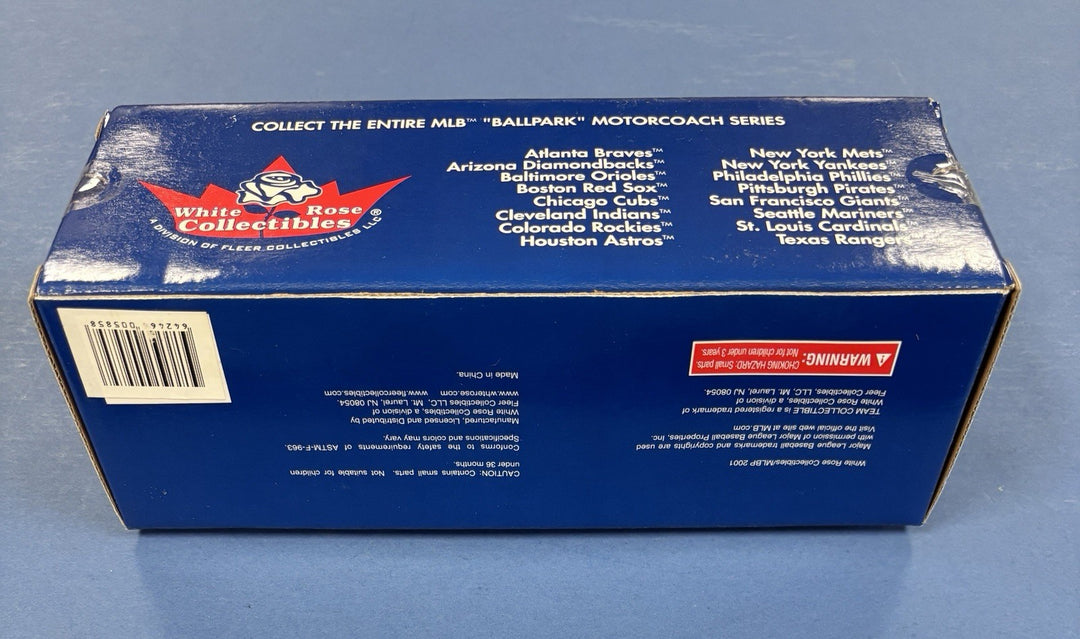 COLLECT THE ENTIRE MLB™ "BALLPARK" MOTORCOACH SERIES
White Rose
Collectibles
®
A DIVISION OF FLEER COLLECTIBLES LLC
Atlanta Braves™
Arizona Diamondbacks™
Baltimore Orioles™
Boston Red Sox™
Chicago Cubs™
Cleveland Indians™
Colorado Rockies™
Houston Astros™
New York Mets™
New York Yankees™
Philadelphia Phillies™
Pittsburgh Pirates™
San Francisco Giants™
Seattle Mariners™
St. Louis Cardinals™
Texas Rangers™
White Rose Collectibles/MLBP 2001
Major League Baseball trademarks and copyrights are used
with permission of Major League Baseball Properties, Inc.
Visit the official web site at MLB.com
TEAM COLLECTIBLE is a registered trademark of
White Rose Collectibles, a division of
Fleer Collectibles, LLC, Mt. Laurel, NJ 08054.
WARNING:
CHOKING HAZARD: Small parts.
Not for children under 3 years.
CAUTION: Contains small parts. Not suitable for children
under 36 months.
Conforms to the safety requirements of ASTM-F-963.
Specifications and colors may vary.
Manufactured, Licensed and Distributed by
White Rose Collectibles, a division of
Fleer Collectibles LLC, Mt. Laurel, NJ 08054
www.whiterose.com www.fleercollectibles.com
Made in China.
64246 005858